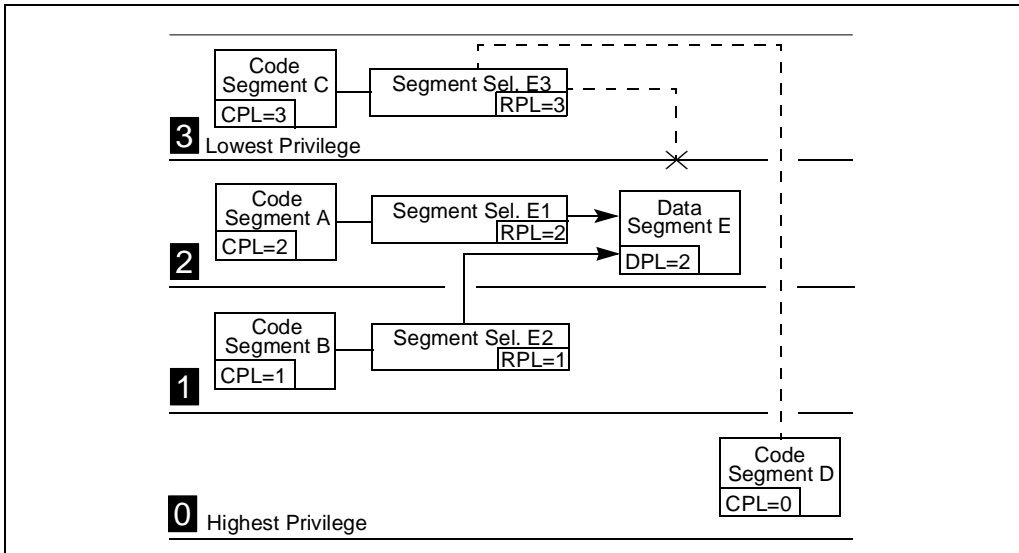 Code
Segment C
CPL=3
Segment Sel. E3
RPL=3
3
Lowest Privilege
Code
Segment A
CPL=2
Segment Sel. E1
RPL=2
Data
Segment E
DPL=2
2
Code
Segment B
CPL=1
Segment Sel. E2
RPL=1
1
Code
Segment D
CPL=0
0
Highest Privilege